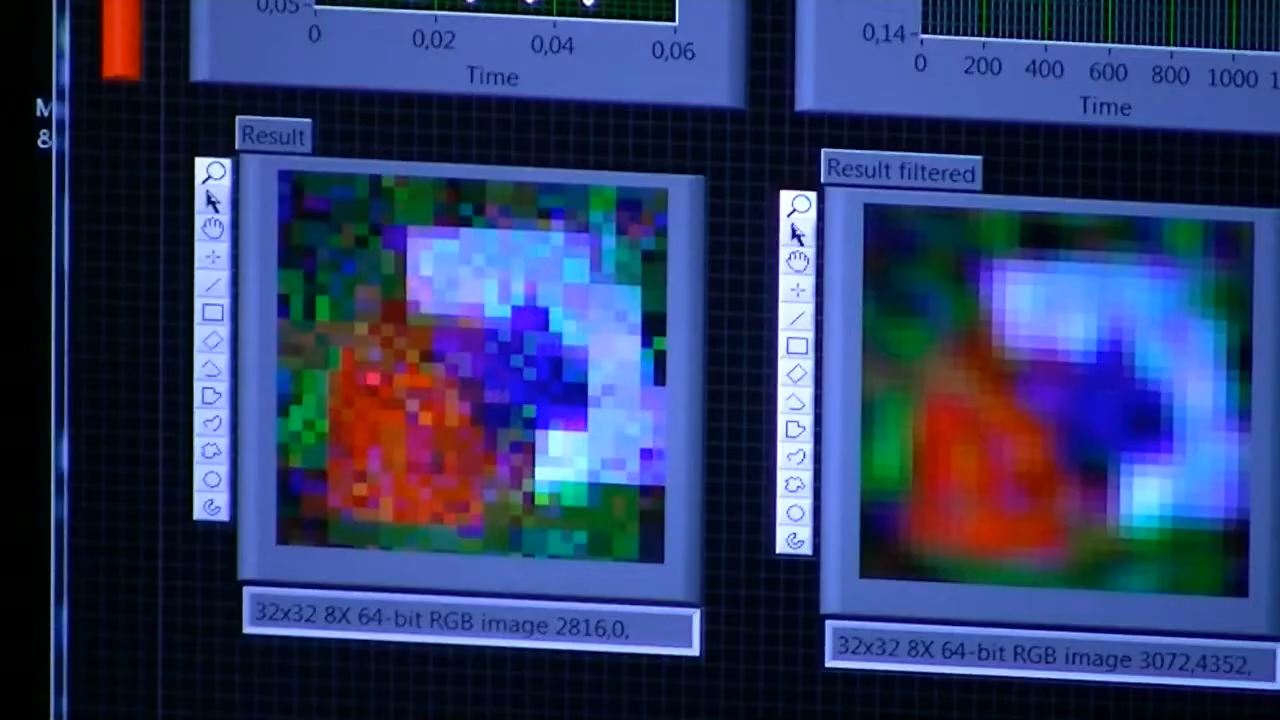 0,05
0 0,02 0,04 0,06
Time
0,14
0 200 400 600 800 1000 1
Time
M
&
Result
Result filtered
32x32 8X 64-bit RGB image 2816,0,
32x32 8X 64-bit RGB image 3072,4352,